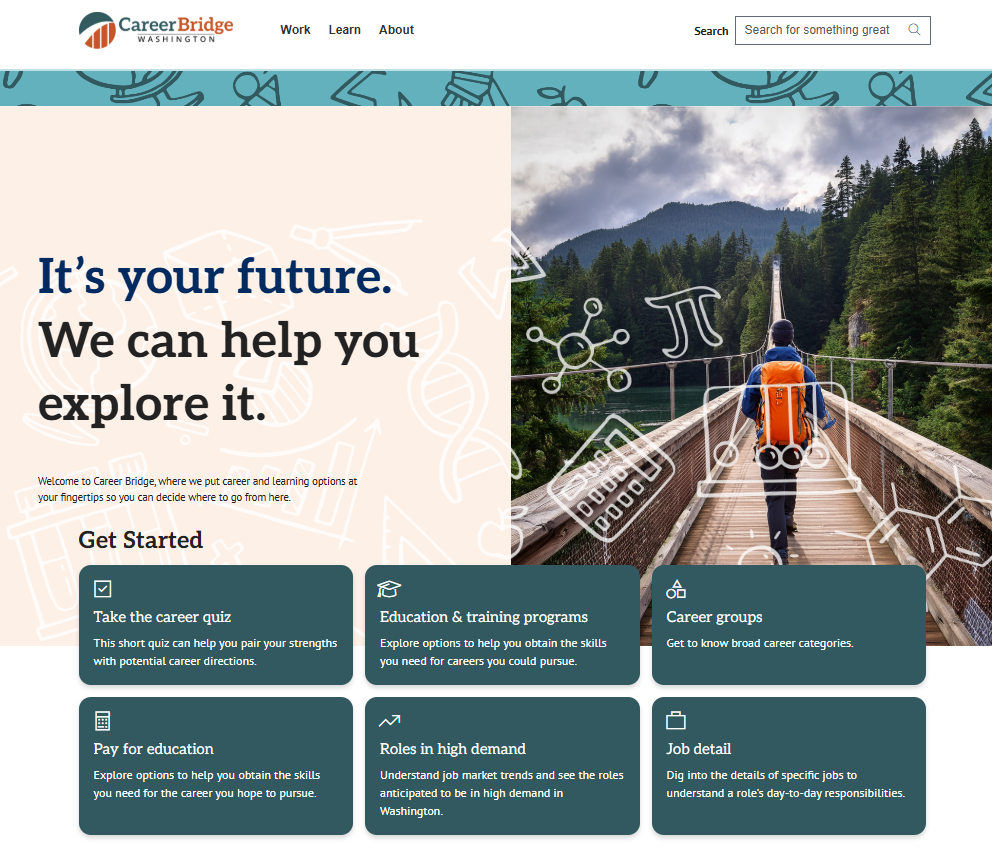 CareerBridge
WASHINGTON
Work Learn About
Search Search for something great
It's your future.
We can help you
explore it.
Welcome to Career Bridge, where we put career and learning options at
your fingertips so you can decide where to go from here.
Get Started
Take the career quiz
This short quiz can help you pair your strengths
with potential career directions.
Education & training programs
Explore options to help you obtain the skills
you need for careers you could pursue.
Career groups
Get to know broad career categories.
Pay for education
Explore options to help you obtain the skills
you need for the career you hope to pursue.
Roles in high demand
Understand job market trends and see the roles
anticipated to be in high demand in
Washington.
Job detail
Dig into the details of specific jobs to
understand a role's day-to-day responsibilities.